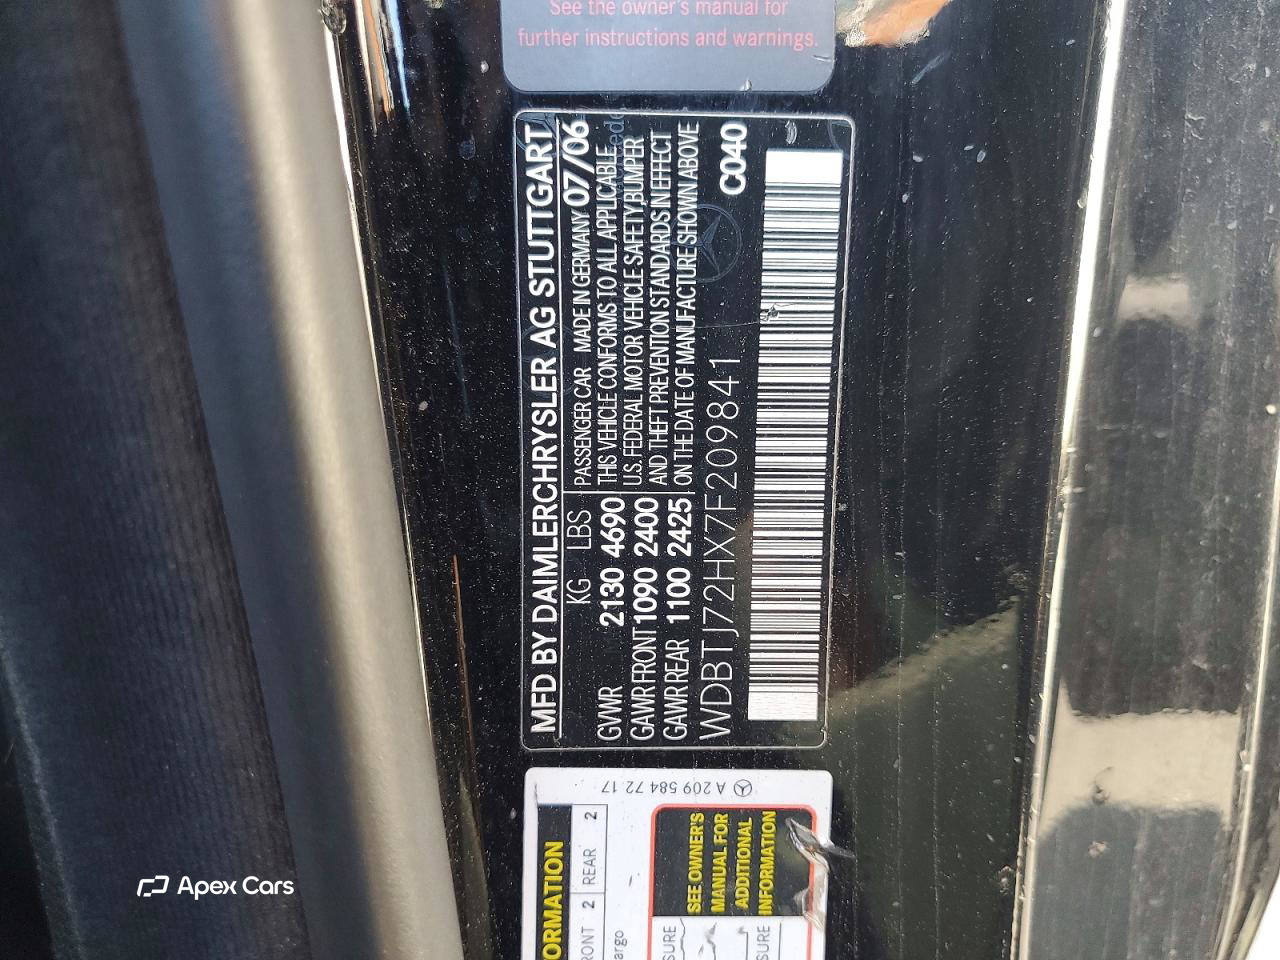 See the owner's manual for
further instructions and warnings.
MFD BY DAIMLERCHRYSLER AG STUTTGART
KG LBS PASSENGER CAR MADE IN GERMANY 07/06
GVWR 2130 4690 THIS VEHICLE CONFORMS TO ALL APPLICABLE
U.S. FEDERAL MOTOR VEHICLE SAFETY, BUMPER
GAWR FRONT 1090 2400 AND THEFT PREVENTION STANDARDS IN EFFECT
GAWR REAR 1100 2425 ON THE DATE OF MANUFACTURE SHOWN ABOVE
WDBTJ72HX7F209841 C040
A 209 584 72 17
ORMATION
RONT 2 REAR 2
argo
SEE OWNER'S
MANUAL FOR
ADDITIONAL
INFORMATION
SURE
SURE
Apex Cars